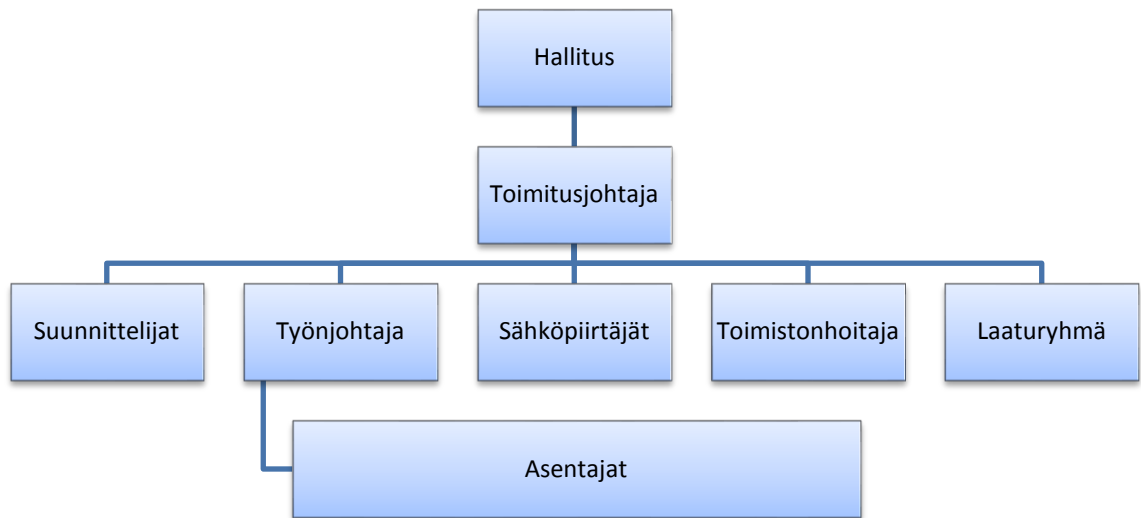 Hallitus
Toimitusjohtaja
Suunnittelijat
Työnjohtaja
Sähköpiirtäjät
Toimistonhoitaja
Laaturyhmä
Asentajat